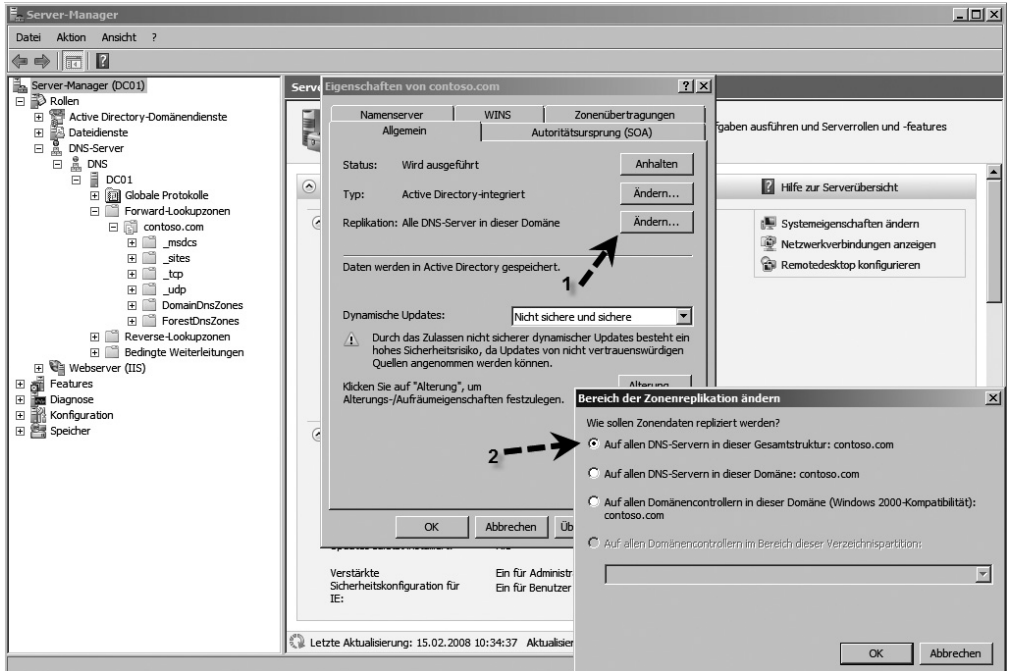 Server-Manager
Datei Aktion Ansicht ?
Server-Manager (DC01)
Rollen
Active Directory-Domänendienste
Dateidienste
DNS-Server
DNS
DC01
Globale Protokolle
Forward-Lookupzonen
contoso.com
_msdcs
_sites
_tcp
_udp
DomainDnsZones
ForestDnsZones
Reverse-Lookupzonen
Bedingte Weiterleitungen
Webserver (IIS)
Features
Diagnose
Konfiguration
Speicher
Eigenschaften von contoso.com
Namenserver WINS Zonenübertragungen
Allgemein Autoritätsursprung (SOA)
Status: Wird ausgeführt Anhalten
Typ: Active Directory-integriert Ändern...
Replikation: Alle DNS-Server in dieser Domäne Ändern...
1
Daten werden in Active Directory gespeichert.
Dynamische Updates: Nicht sichere und sichere
Durch das Zulassen nicht sicherer dynamischer Updates besteht ein
hohes Sicherheitsrisiko, da Updates von nicht vertrauenswürdigen
Quellen angenommen werden können.
Klicken Sie auf "Alterung", um
Alterungs-/Aufräumeigenschaften festzulegen.
Alterung...
OK Abbrechen Üb
ausführen und Serverrollen und -features
Hilfe zur Serverübersicht
Systemeigenschaften ändern
Netzwerkverbindungen anzeigen
Remotedesktop konfigurieren
Verstärkte Ein für Administr
Sicherheitskonfiguration für Ein für Benutzer
IE:
Letzte Aktualisierung: 15.02.2008 10:34:37 Aktualisier
Bereich der Zonenreplikation ändern
Wie sollen Zonendaten repliziert werden?
2
Auf allen DNS-Servern in dieser Gesamtstruktur: contoso.com
Auf allen DNS-Servern in dieser Domäne: contoso.com
Auf allen Domänencontrollern in dieser Domäne (Windows 2000-Kompatibilität):
contoso.com
Auf allen Domänencontrollern im Bereich dieser Verzeichnispartition:
OK Abbrechen